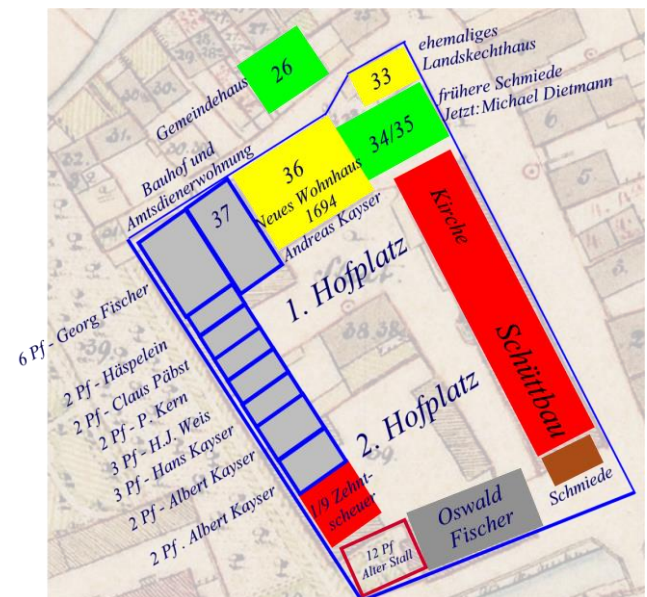 26
Gemeindehaus
ehemaliges
Landskechthaus
33
frühere Schmiede
Jetzt: Michael Dietmann
34/35
Bauhof und
Amtsdienerwohnung
36
Neues Wohnhaus
1694
Andreas Kayser
37
Kirche
Schüttbau
1. Hofplatz
2. Hofplatz
38.
38.
39.
6 Pf - Georg Fischer
2 Pf - Häspelein
2 Pf - Claus Päbst
2 Pf - P. Kern
3 Pf - H.J. Weis
3 Pf - Hans Kayser
2 Pf - Albert Kayser
2 Pf . Albert Kayser
1/9 Zehnt-
scheuer
12 Pf
Alter Stall
Oswald
Fischer
Schmiede